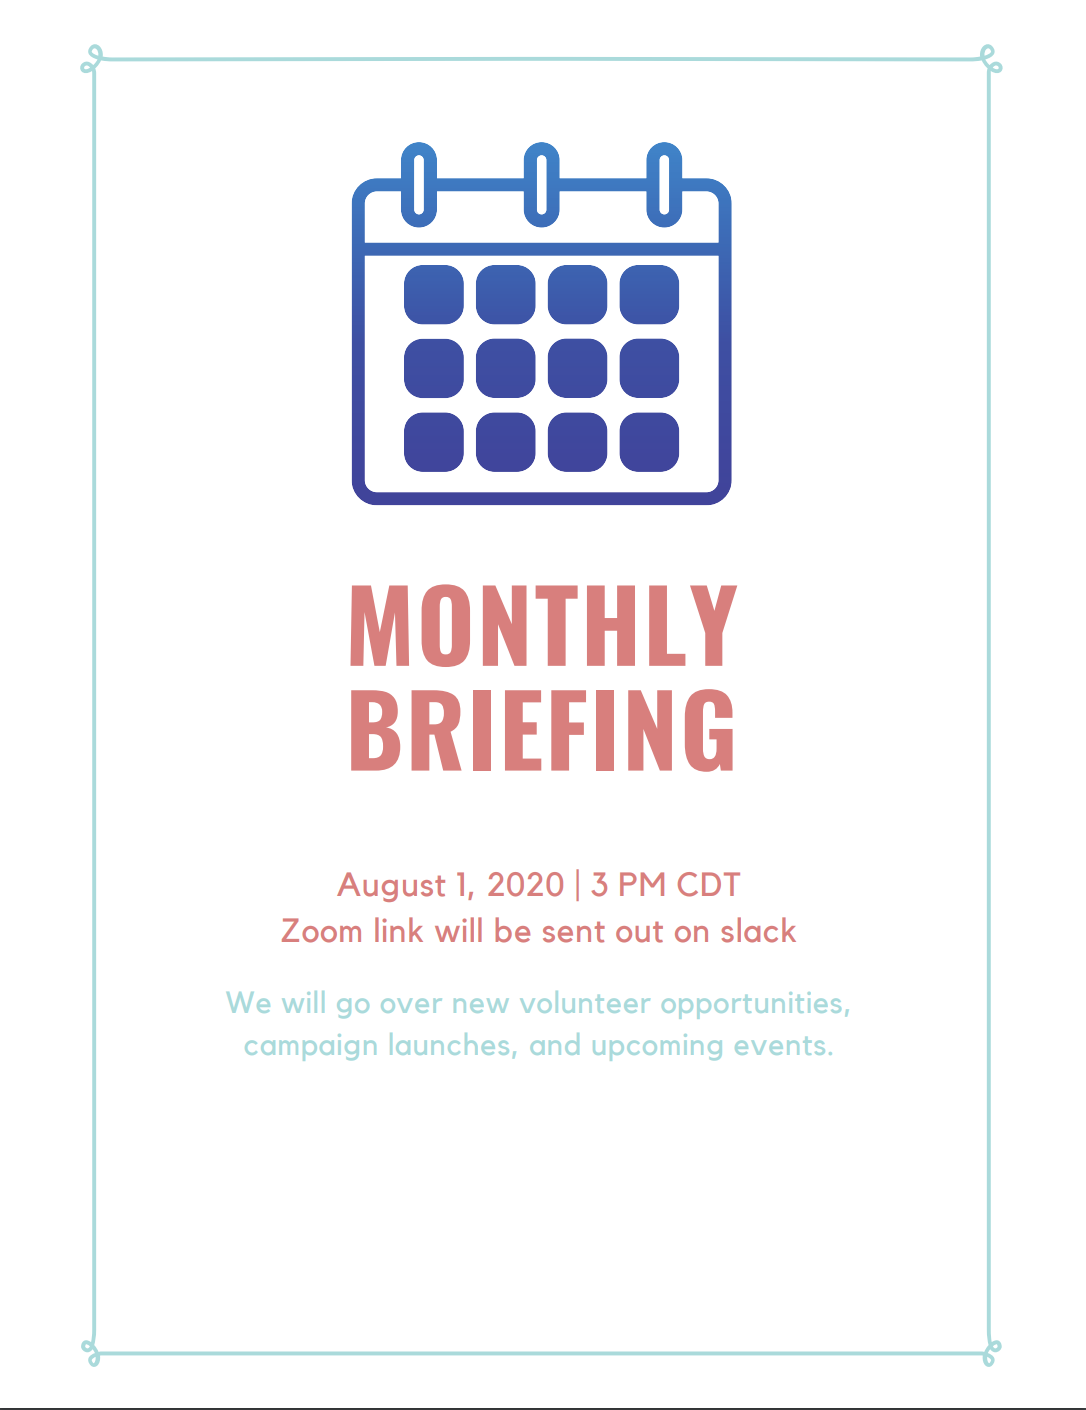 MONTHLY
BRIEFING
August 1, 2020 | 3 PM CDT
Zoom link will be sent out on slack
We will go over new volunteer opportunities,
campaign launches, and upcoming events.